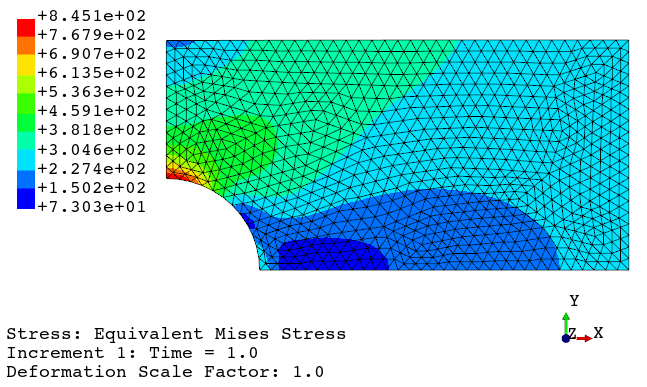 +8.451e+02
+7.679e+02
+6.907e+02
+6.135e+02
+5.363e+02
+4.591e+02
+3.818e+02
+3.046e+02
+2.274e+02
+1.502e+02
+7.303e+01
Y
Z X
Stress: Equivalent Mises Stress
Increment 1: Time = 1.0
Deformation Scale Factor: 1.0